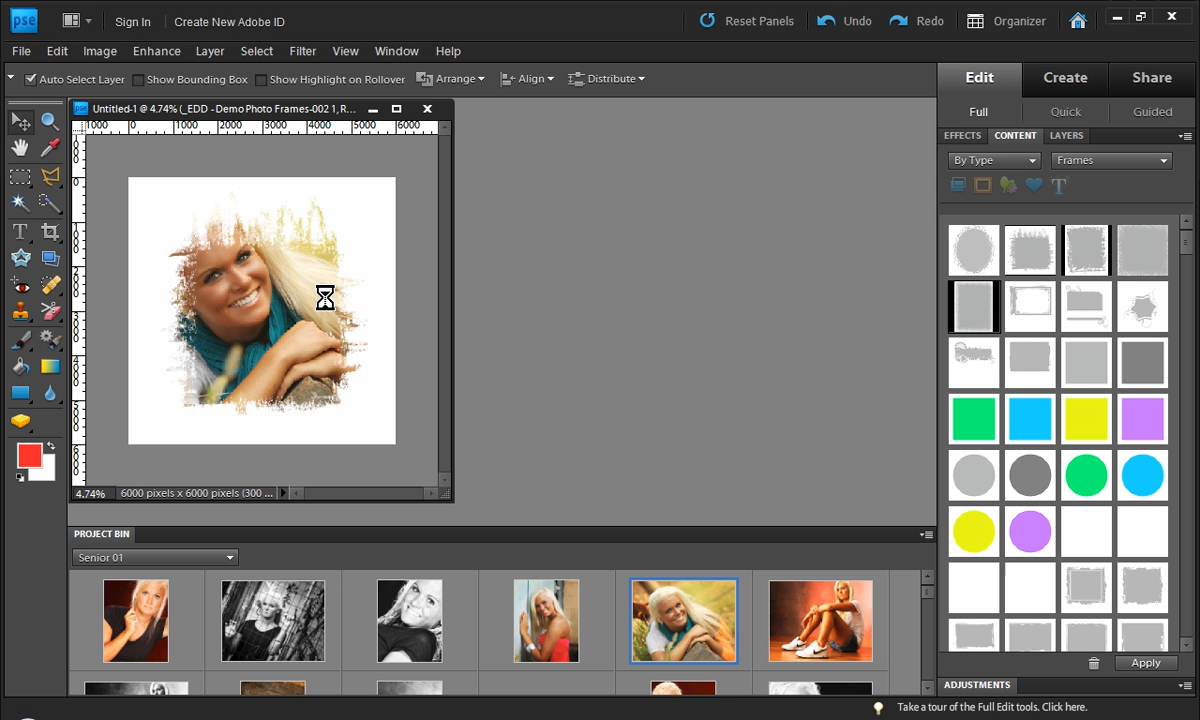 pse Sign In Create New Adobe ID Reset Panels Undo Redo Organizer
File Edit Image Enhance Layer Select Filter View Window Help
Auto Select Layer Show Bounding Box Show Highlight on Rollover Arrange Align Distribute
Edit Create Share
Full Quick Guided
EFFECTS CONTENT LAYERS
By Type Frames
pse Untitled-1 @ 4.74% (_EDD - Demo Photo Frames-002 1, R...
1000 0 1000 2000 3000 4000 5000 6000
4.74% 6000 pixels x 6000 pixels (300 ...
PROJECT BIN
Senior 01
Apply
ADJUSTMENTS
Take a tour of the Full Edit tools. Click here.